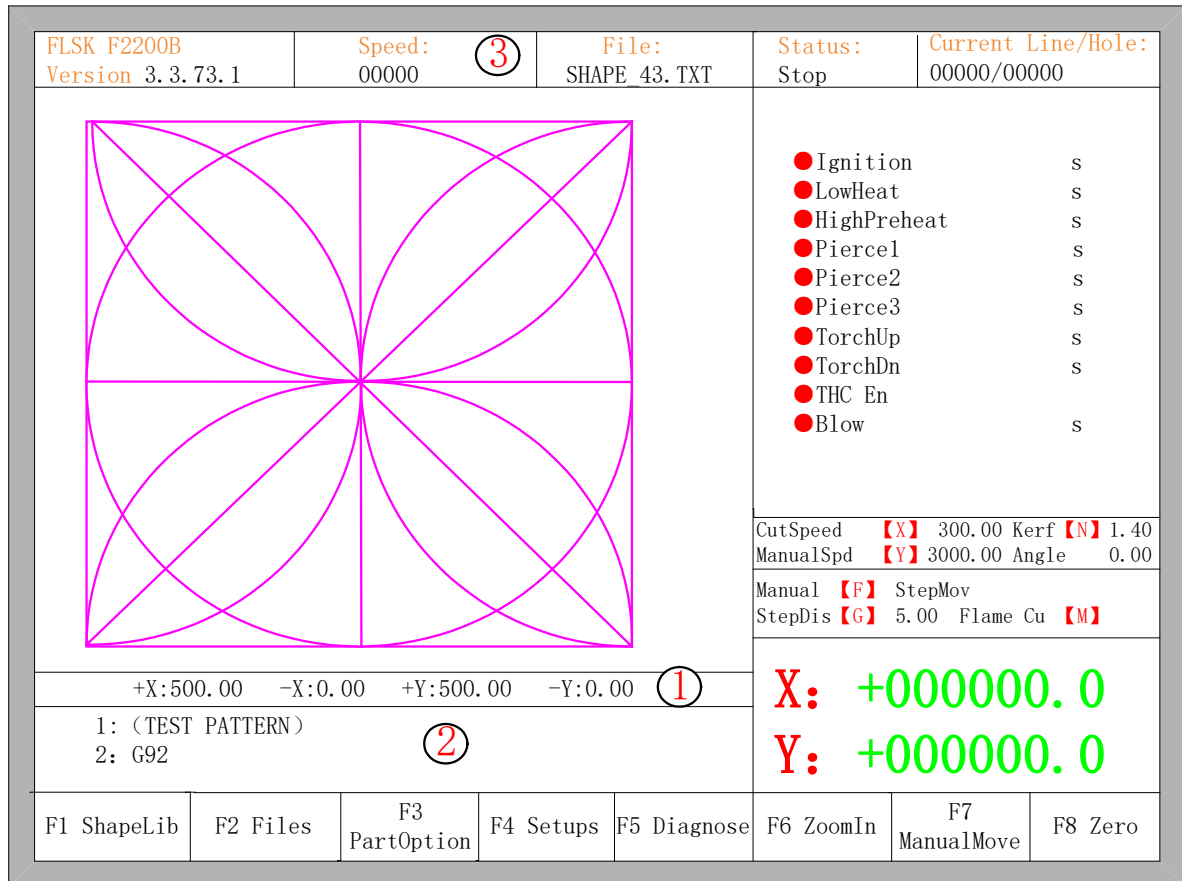 FLSK F2200B
Version 3.3.73.1
Speed:
00000
③
File:
SHAPE_43.TXT
Status:
Stop
Current Line/Hole:
00000/00000
Ignition s
LowHeat s
HighPreheat s
Pierce1 s
Pierce2 s
Pierce3 s
TorchUp s
TorchDn s
THC En
Blow s
CutSpeed 【X】 300.00 Kerf【N】1.40
ManualSpd 【Y】3000.00 Angle 0.00
Manual 【F】 StepMov
StepDis【G】 5.00 Flame Cu 【M】
+X:500.00 -X:0.00 +Y:500.00 -Y:0.00 ①
1:（TEST PATTERN）
2: G92
②
X: +000000.0
Y: +000000.0
F1 ShapeLib
F2 Files
F3
PartOption
F4 Setups
F5 Diagnose
F6 ZoomIn
F7
ManualMove
F8 Zero